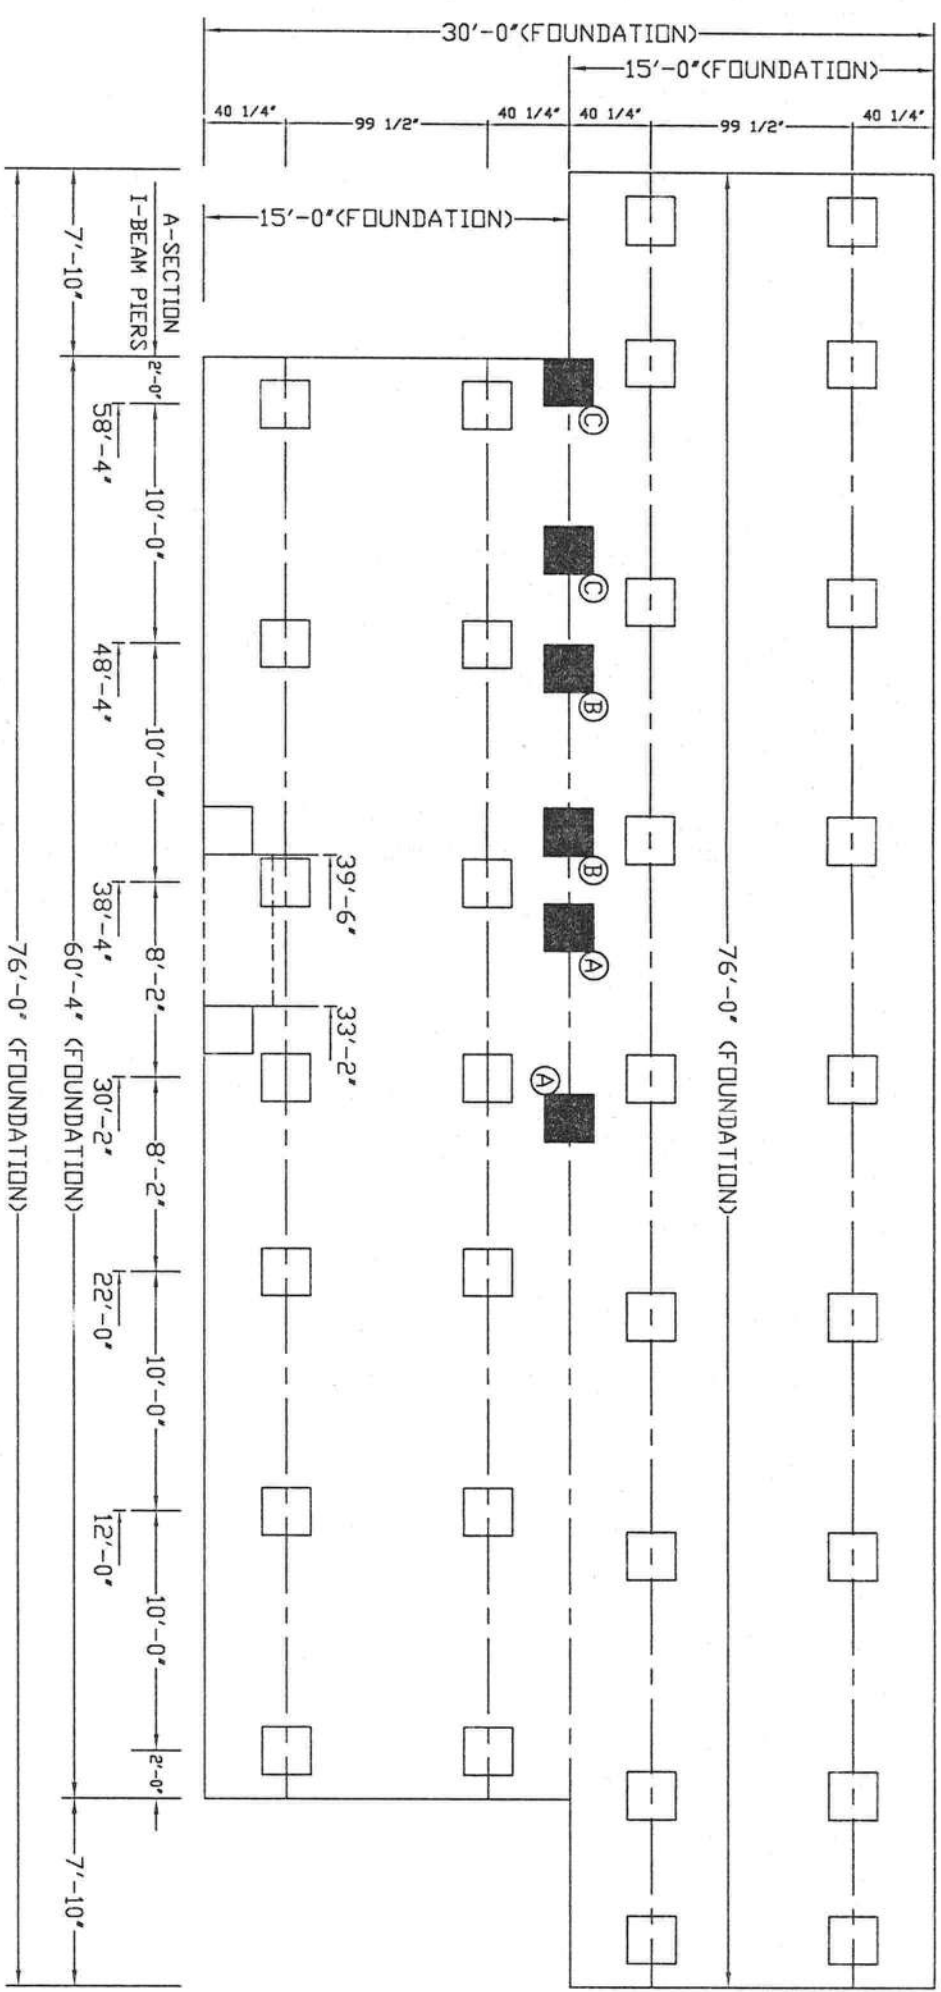 30'-0"(FOUNDATION)
15'-0"(FOUNDATION)
40 1/4"
99 1/2"
40 1/4"
40 1/4"
99 1/2"
40 1/4"
15'-0"(FOUNDATION)
76'-0" (FOUNDATION)
A-SECTION
I-BEAM PIERS
C
C
B
B
A
A
39'-6"
33'-2"
2'-0"
10'-0"
10'-0"
8'-2"
8'-2"
10'-0"
10'-0"
2'-0"
58'-4"
48'-4"
38'-4"
30'-2"
22'-0"
12'-0"
7'-10"
60'-4" (FOUNDATION)
7'-10"
76'-0" (FOUNDATION)